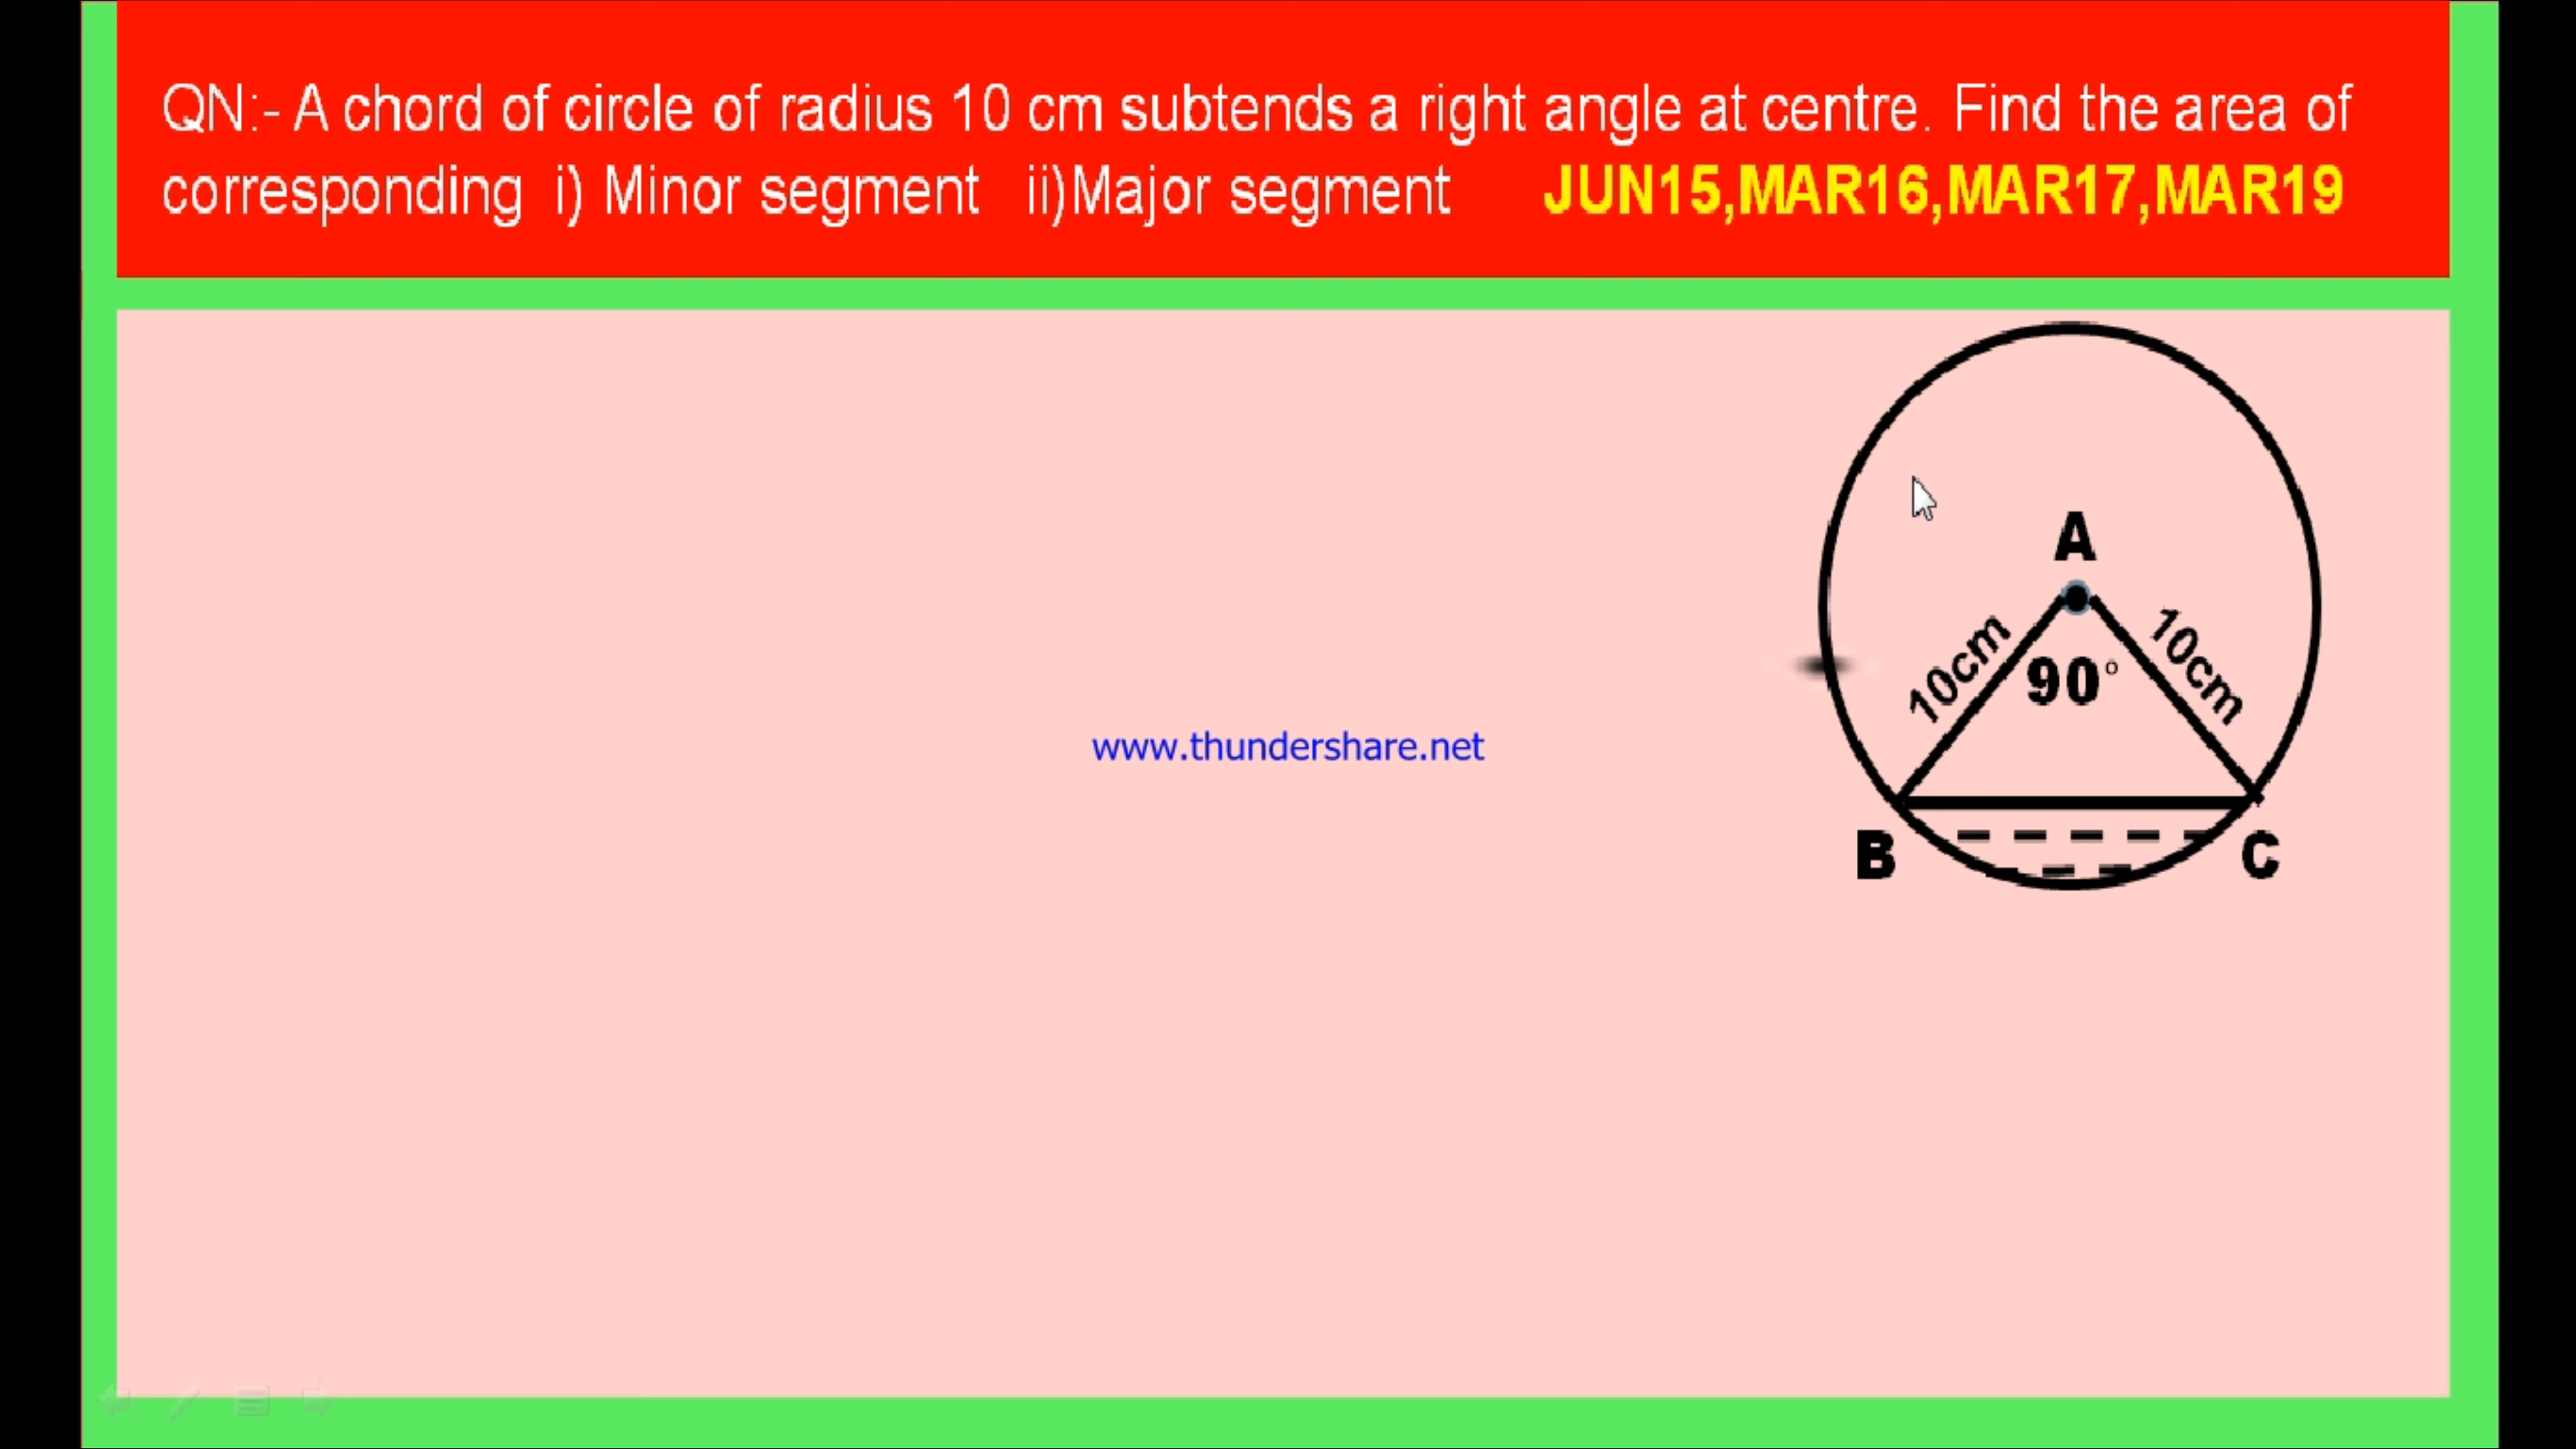 QN:- A chord of circle of radius 10 cm subtends a right angle at centre. Find the area of
corresponding i) Minor segment ii)Major segment JUN15,MAR16,MAR17,MAR19
A
10cm
10cm
90°
www.thundershare.net
B
C